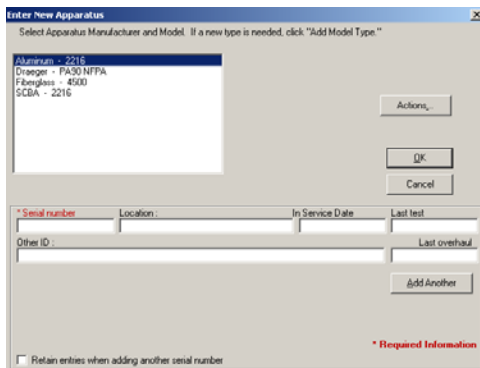 Enter New Apparatus
Select Apparatus Manufacturer and Model. If a new type is needed, click "Add Model Type."
Aluminum - 2216
Draeger - PA90 NFPA
Fiberglass - 4500
SCBA - 2216
Actions...
OK
Cancel
* Serial number Location : In Service Date Last test
Other ID : Last overhaul
Add Another
* Required Information
Retain entries when adding another serial number